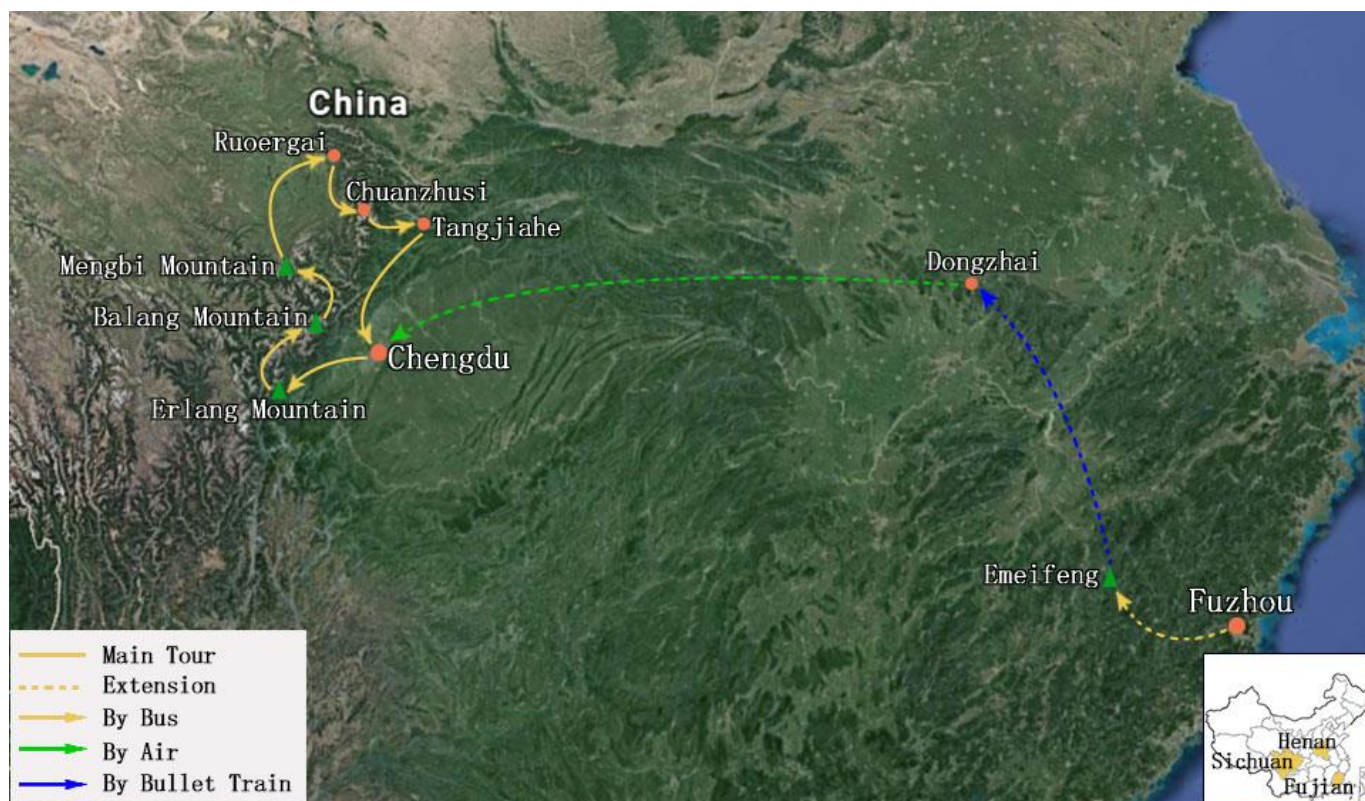 China
Ruoergai
Chuanzhusi
Tangjiahe
Mengbi Mountain
Dongzhai
Balang Mountain
Chengdu
Erlang Mountain
Emeifeng
Fuzhou
Main Tour
Extension
By Bus
By Air
By Bullet Train
Henan
Sichuan
Fujian